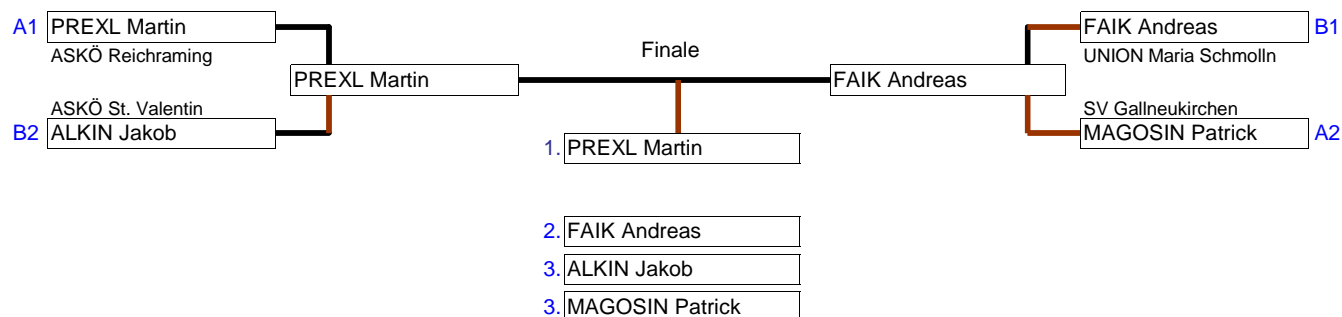 A1 PREXL Martin
ASKÖ Reichraming
PREXL Martin
ASKÖ St. Valentin
B2 ALKIN Jakob
Finale
FAIK Andreas B1
UNION Maria Schmolln
FAIK Andreas
SV Gallneukirchen
MAGOSIN Patrick A2
1. PREXL Martin
2. FAIK Andreas
3. ALKIN Jakob
3. MAGOSIN Patrick